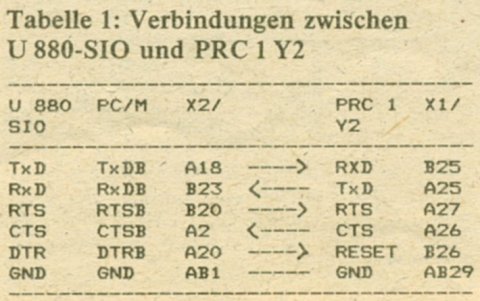 Tabelle 1: Verbindungen zwischen
U 880-SIO und PRC 1 Y2
U 880 PC/M X2/ PRC 1 X1/
SIO Y2
TxD TxDB A18 ----> RXD B25
RxD RxDB B23 <---- TxD A25
RTS RTSB B20 ----> RTS A27
CTS CTSB A2 <---- CTS A26
DTR DTRB A20 ----> RESET B26
GND GND AB1 ----- GND AB29